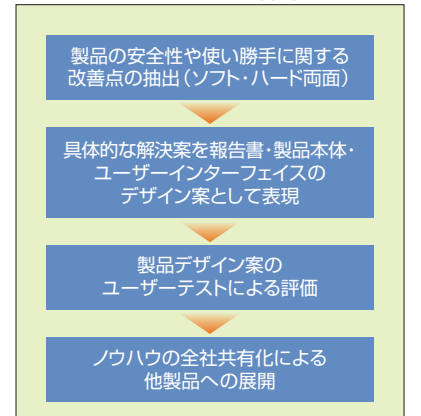 製品の安全性や使い勝手に関する
改善点の抽出（ソフト・ハード両面）
具体的な解決案を報告書・製品本体・
ユーザーインターフェイスの
デザイン案として表現
製品デザイン案の
ユーザーテストによる評価
ノウハウの全社共有化による
他製品への展開